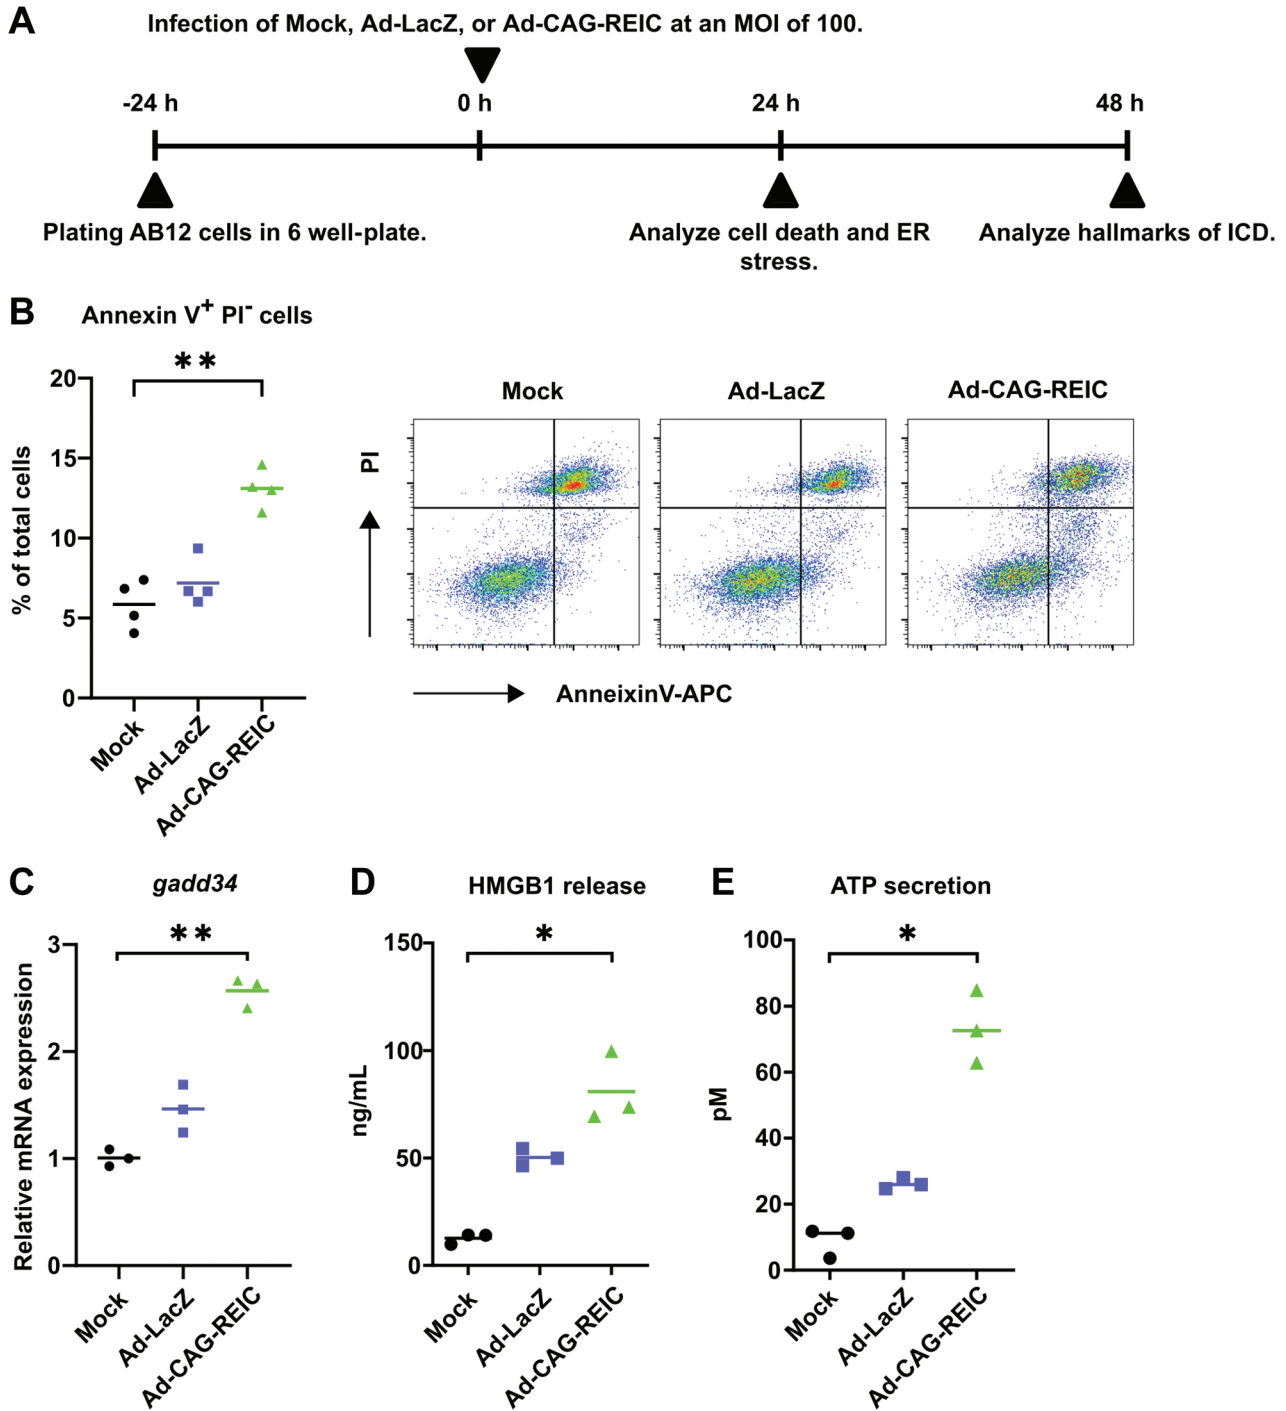 A
Infection of Mock, Ad-LacZ, or Ad-CAG-REIC at an MOI of 100.
-24 h
0 h
24 h
48 h
Plating AB12 cells in 6 well-plate.
Analyze cell death and ER
stress.
Analyze hallmarks of ICD.
B
Annexin V+ PI- cells
**
20
15
10
5
0
% of total cells
Mock
Ad-LacZ
Ad-CAG-REIC
Mock
Ad-LacZ
Ad-CAG-REIC
PI
AnneixinV-APC
C
gadd34
**
3
2
1
0
Relative mRNA expression
Mock
Ad-LacZ
Ad-CAG-REIC
D
HMGB1 release
*
150
100
50
0
ng/mL
Mock
Ad-LacZ
Ad-CAG-REIC
E
ATP secretion
*
100
80
60
40
20
0
pM
Mock
Ad-LacZ
Ad-CAG-REIC